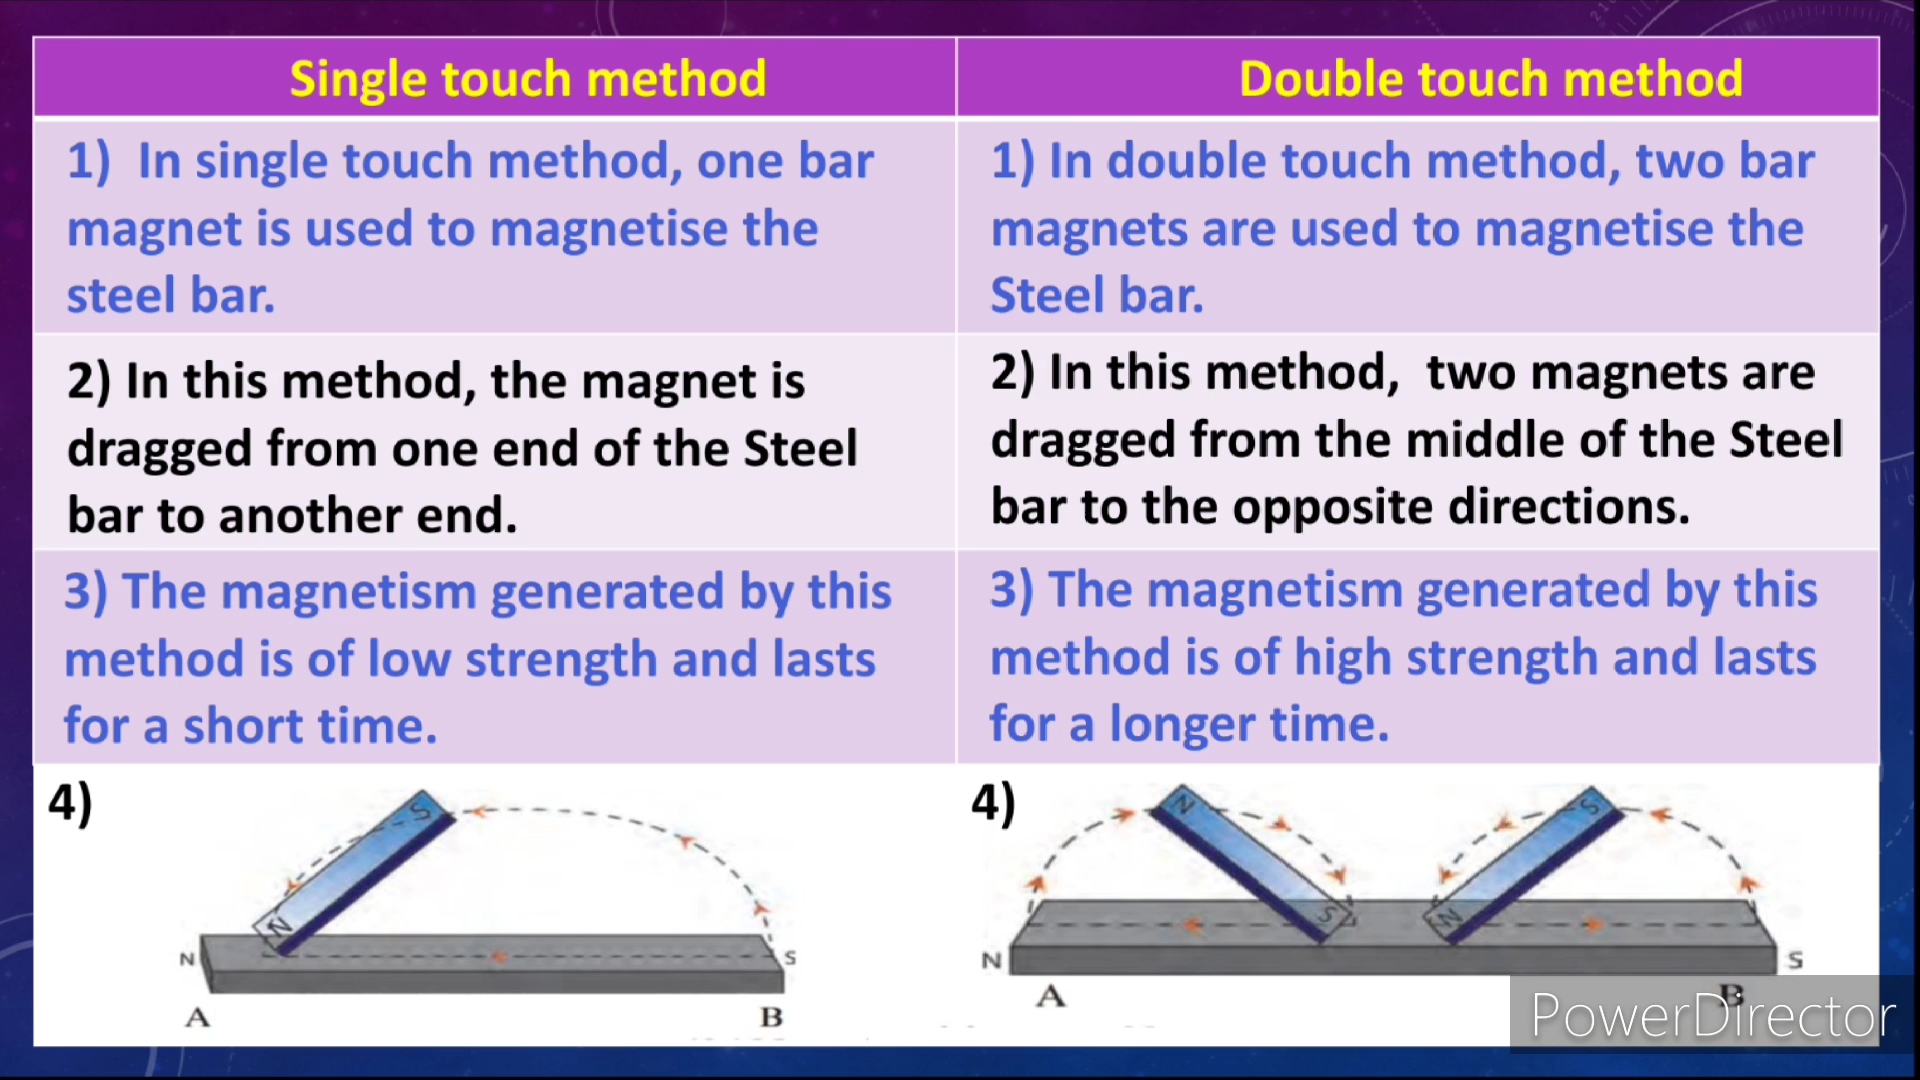 Single touch method
Double touch method
1) In single touch method, one bar
magnet is used to magnetise the
steel bar.
1) In double touch method, two bar
magnets are used to magnetise the
Steel bar.
2) In this method, the magnet is
dragged from one end of the Steel
bar to another end.
2) In this method, two magnets are
dragged from the middle of the Steel
bar to the opposite directions.
3) The magnetism generated by this
method is of low strength and lasts
for a short time.
3) The magnetism generated by this
method is of high strength and lasts
for a longer time.
4)
S
N
N
S
A
B
4)
N
S
S
N
N
S
A
B
PowerDirector